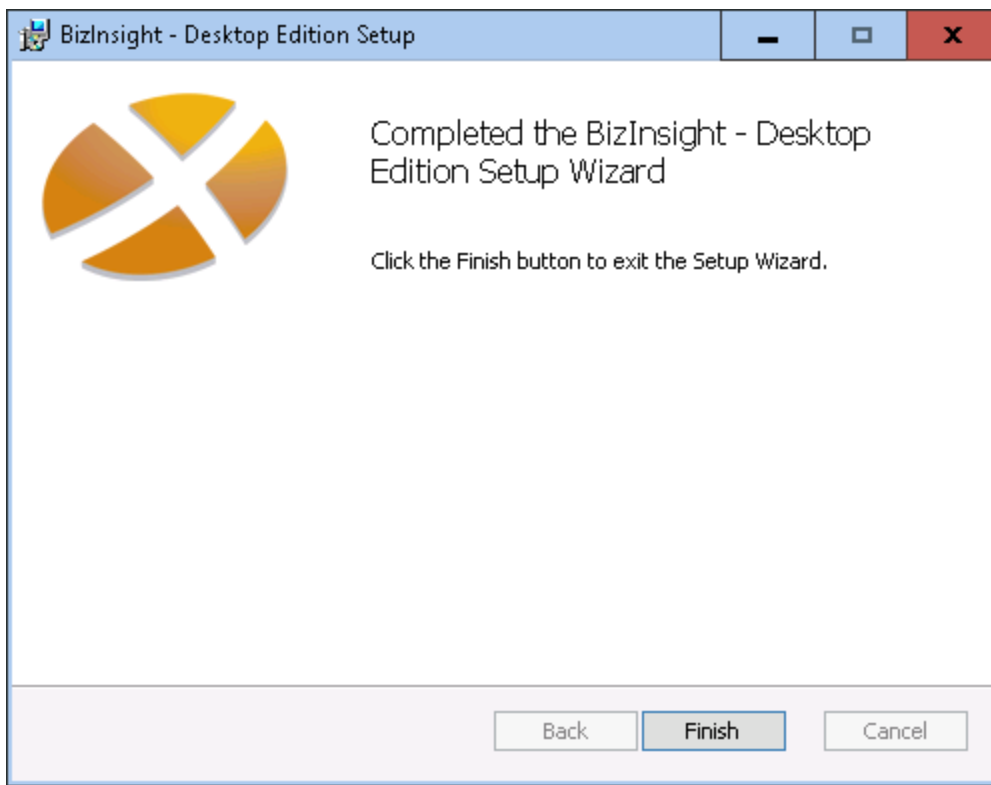 BizInsight - Desktop Edition Setup
Completed the BizInsight - Desktop
Edition Setup Wizard
Click the Finish button to exit the Setup Wizard.
Back Finish Cancel